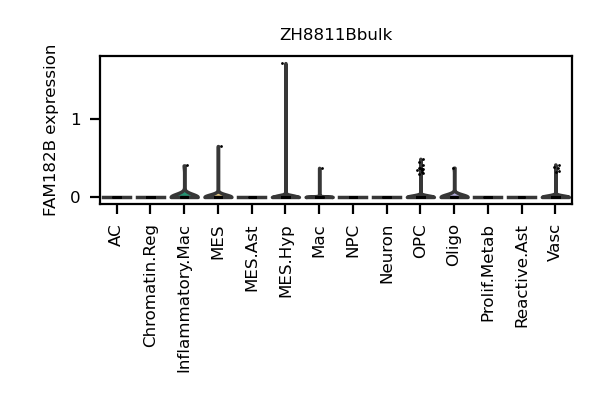 ZH8811Bbulk
FAM182B expression
1
0
AC
Chromatin.Reg
Inflammatory.Mac
MES
MES.Ast
MES.Hyp
Mac
NPC
Neuron
OPC
Oligo
Prolif.Metab
Reactive.Ast
Vasc